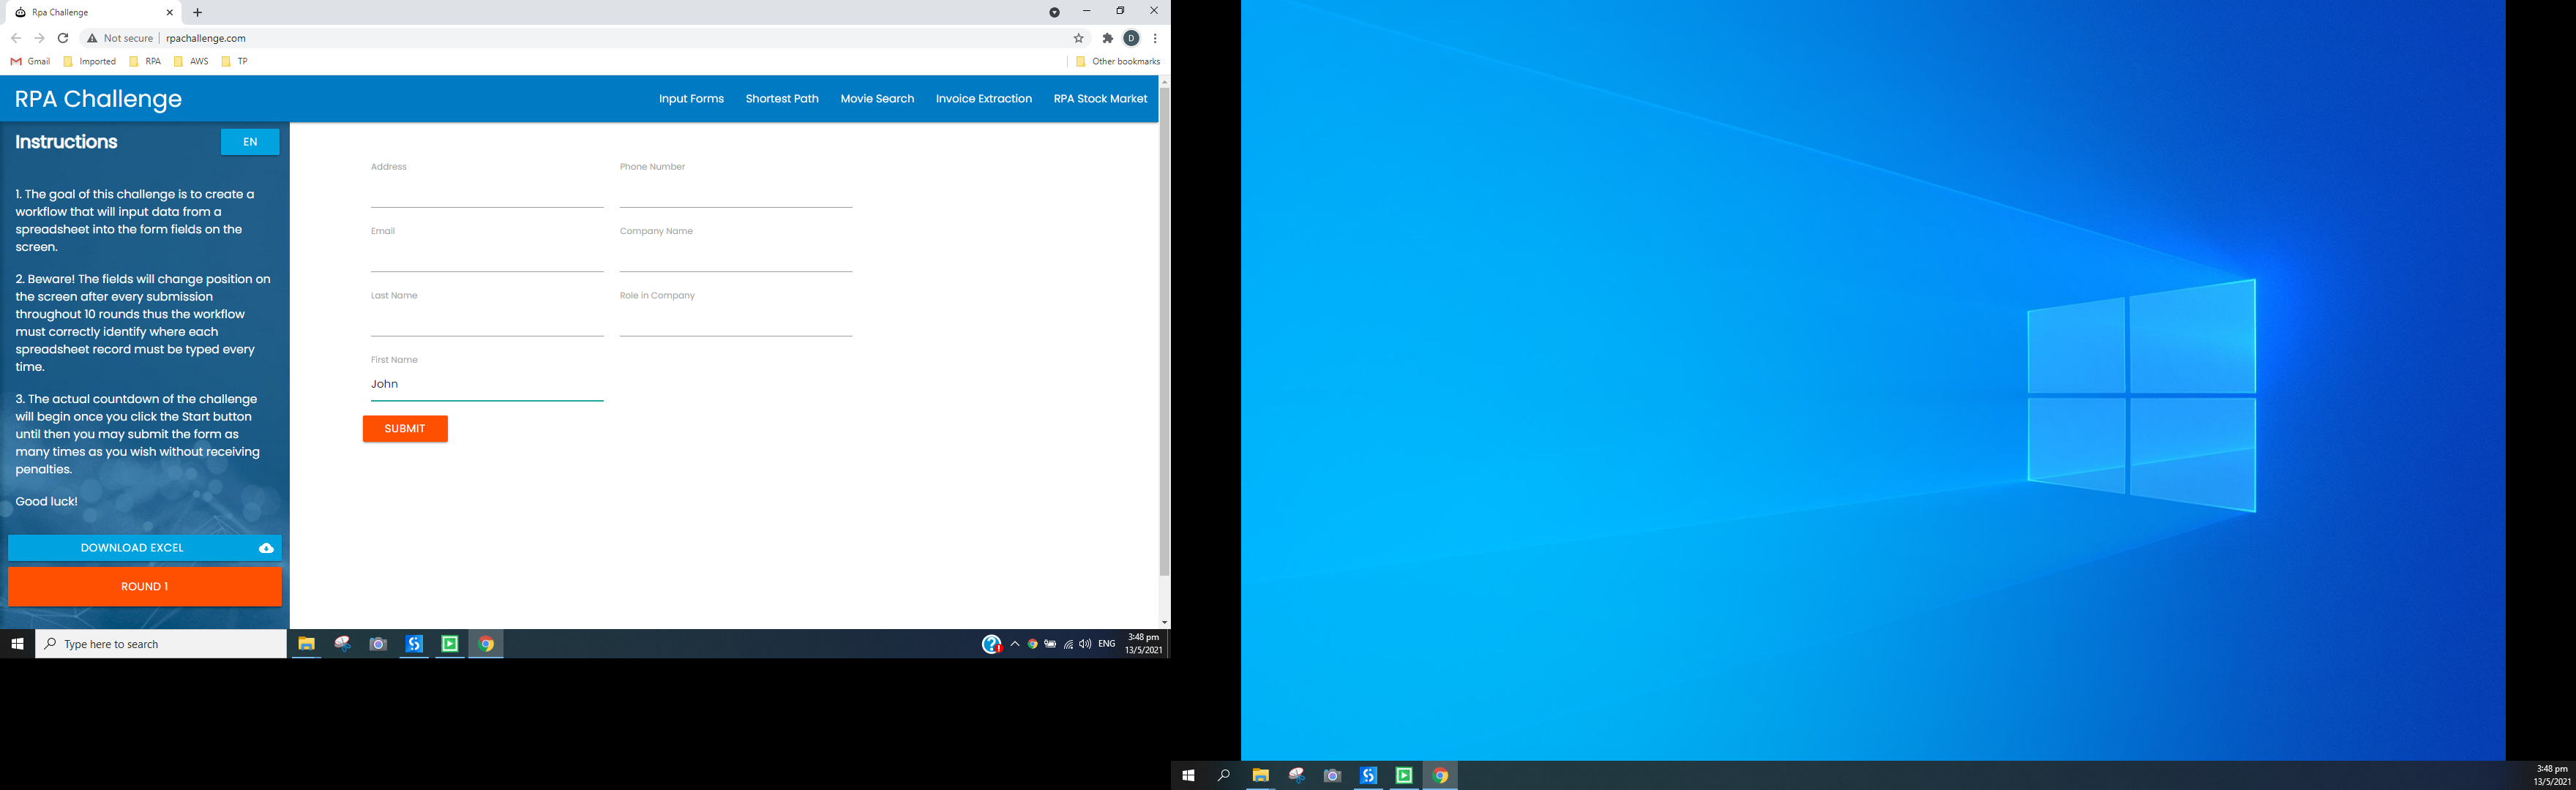 Rpa Challenge
Not secure
rpachallenge.com
D
Gmail
Imported
RPA
AWS
TP
Other bookmarks
RPA Challenge
Input Forms
Shortest Path
Movie Search
Invoice Extraction
RPA Stock Market
Instructions
EN
1. The goal of this challenge is to create a
workflow that will input data from a
spreadsheet into the form fields on the
screen.
2. Beware! The fields will change position on
the screen after every submission
throughout 10 rounds thus the workflow
must correctly identify where each
spreadsheet record must be typed every
time.
3. The actual countdown of the challenge
will begin once you click the Start button
until then you may submit the form as
many times as you wish without receiving
penalties.
Good luck!
DOWNLOAD EXCEL
ROUND 1
Address
Phone Number
Email
Company Name
Last Name
Role in Company
First Name
John
SUBMIT
Type here to search
ENG
3:48 pm
13/5/2021
3:48 pm
13/5/2021